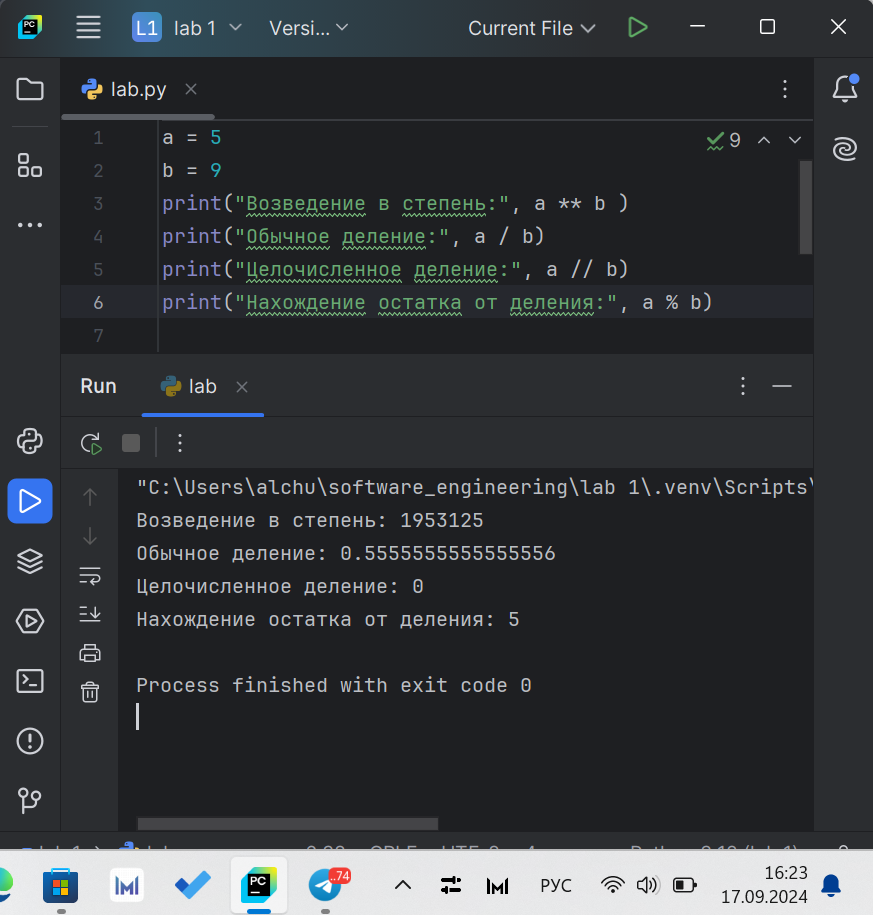 PC L1 lab 1 Versi... Current File
lab.py
1 a = 5 9
2 b = 9
3 print("Возведение в степень:", a ** b )
4 print("Обычное деление:", a / b)
5 print("Целочисленное деление:", a // b)
6 print("Нахождение остатка от деления:", a % b)
7
Run lab
"C:\Users\alchu\software_engineering\lab 1\.venv\Scripts\
Возведение в степень: 1953125
Обычное деление: 0.5555555555555556
Целочисленное деление: 0
Нахождение остатка от деления: 5
Process finished with exit code 0
PC ..74 РУС 16:23
17.09.2024